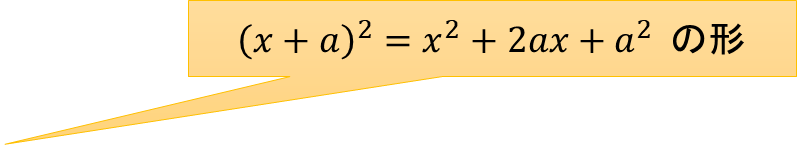 (x + a)² = x² + 2ax + a² の形